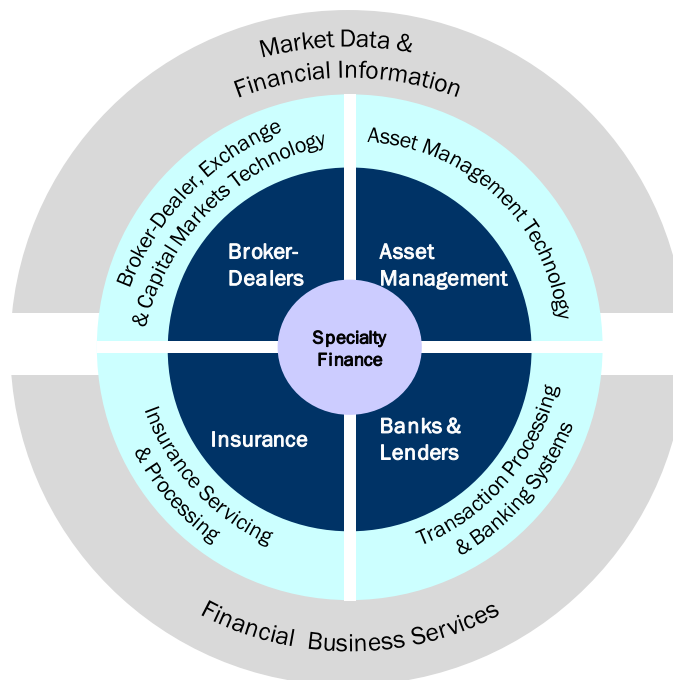 Market Data &
Financial Information
Broker-Dealer, Exchange
& Capital Markets Technology
Asset Management Technology
Broker-
Dealers
Asset
Management
Specialty
Finance
Insurance
Banks &
Lenders
Insurance Servicing
& Processing
Transaction Processing
& Banking Systems
Financial Business Services